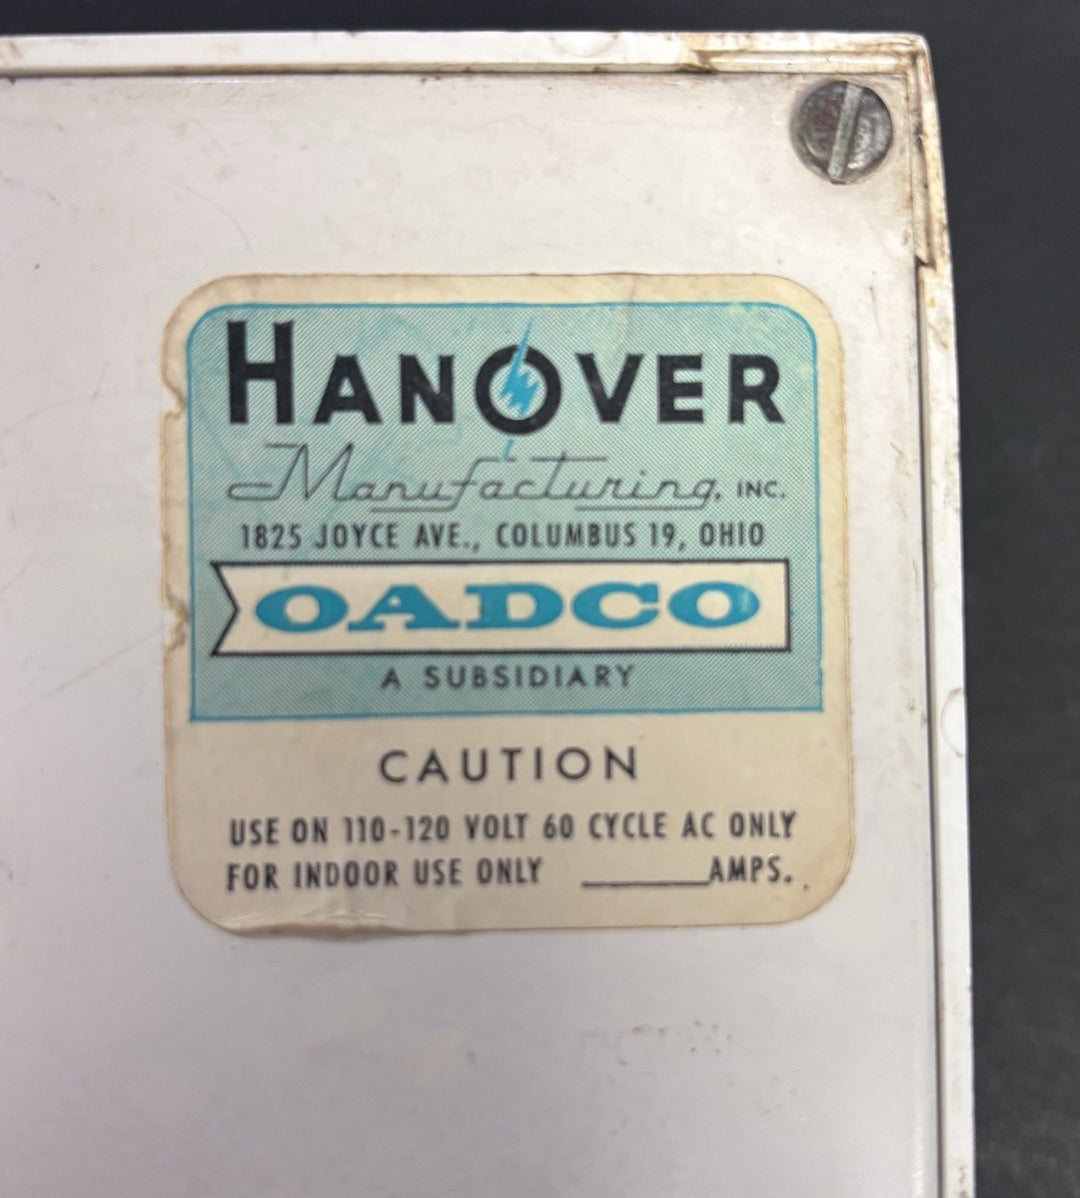 HANOVER
Manufacturing, INC.
1825 JOYCE AVE., COLUMBUS 19, OHIO
OADCO
A SUBSIDIARY
CAUTION
USE ON 110-120 VOLT 60 CYCLE AC ONLY
FOR INDOOR USE ONLY ________AMPS.